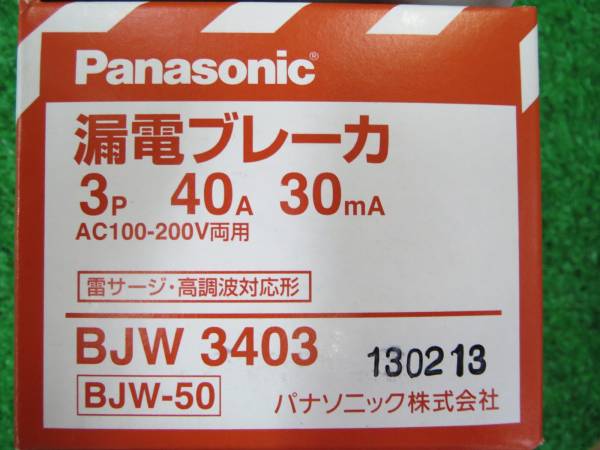 Panasonic®
漏電ブレーカ
3P 40A 30mA
AC100-200V両用
雷サージ・高調波対応形
BJW 3403
130213
BJW-50
パナソニック株式会社